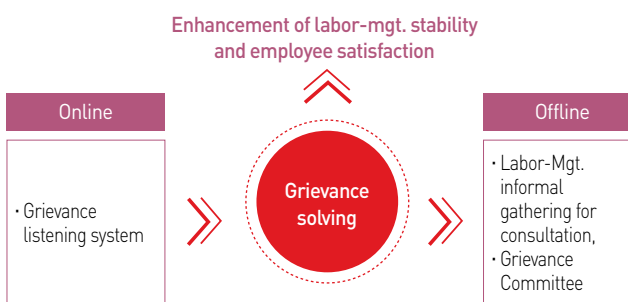 Enhancement of labor-mgt. stability
and employee satisfaction
Online
· Grievance
listening system
Grievance
solving
Offline
· Labor-Mgt.
informal
gathering for
consultation,
· Grievance
Committee